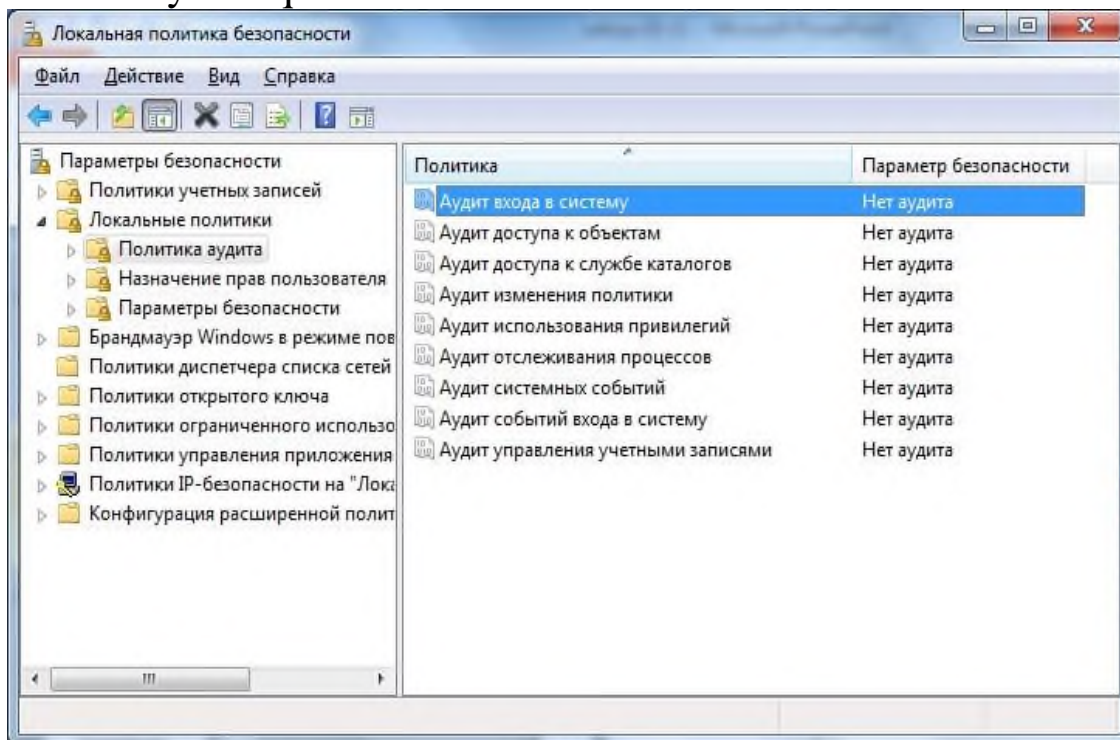 Локальная политика безопасности
Файл Действие Вид Справка
Параметры безопасности
Политики учетных записей
Локальные политики
Политика аудита
Назначение прав пользователя
Параметры безопасности
Брандмауэр Windows в режиме пов
Политики диспетчера списка сетей
Политики открытого ключа
Политики ограниченного использо
Политики управления приложения
Политики IP-безопасности на "Лока
Конфигурация расширенной полит
Политика Параметр безопасности
Аудит входа в систему Нет аудита
Аудит доступа к объектам Нет аудита
Аудит доступа к службе каталогов Нет аудита
Аудит изменения политики Нет аудита
Аудит использования привилегий Нет аудита
Аудит отслеживания процессов Нет аудита
Аудит системных событий Нет аудита
Аудит событий входа в систему Нет аудита
Аудит управления учетными записями Нет аудита